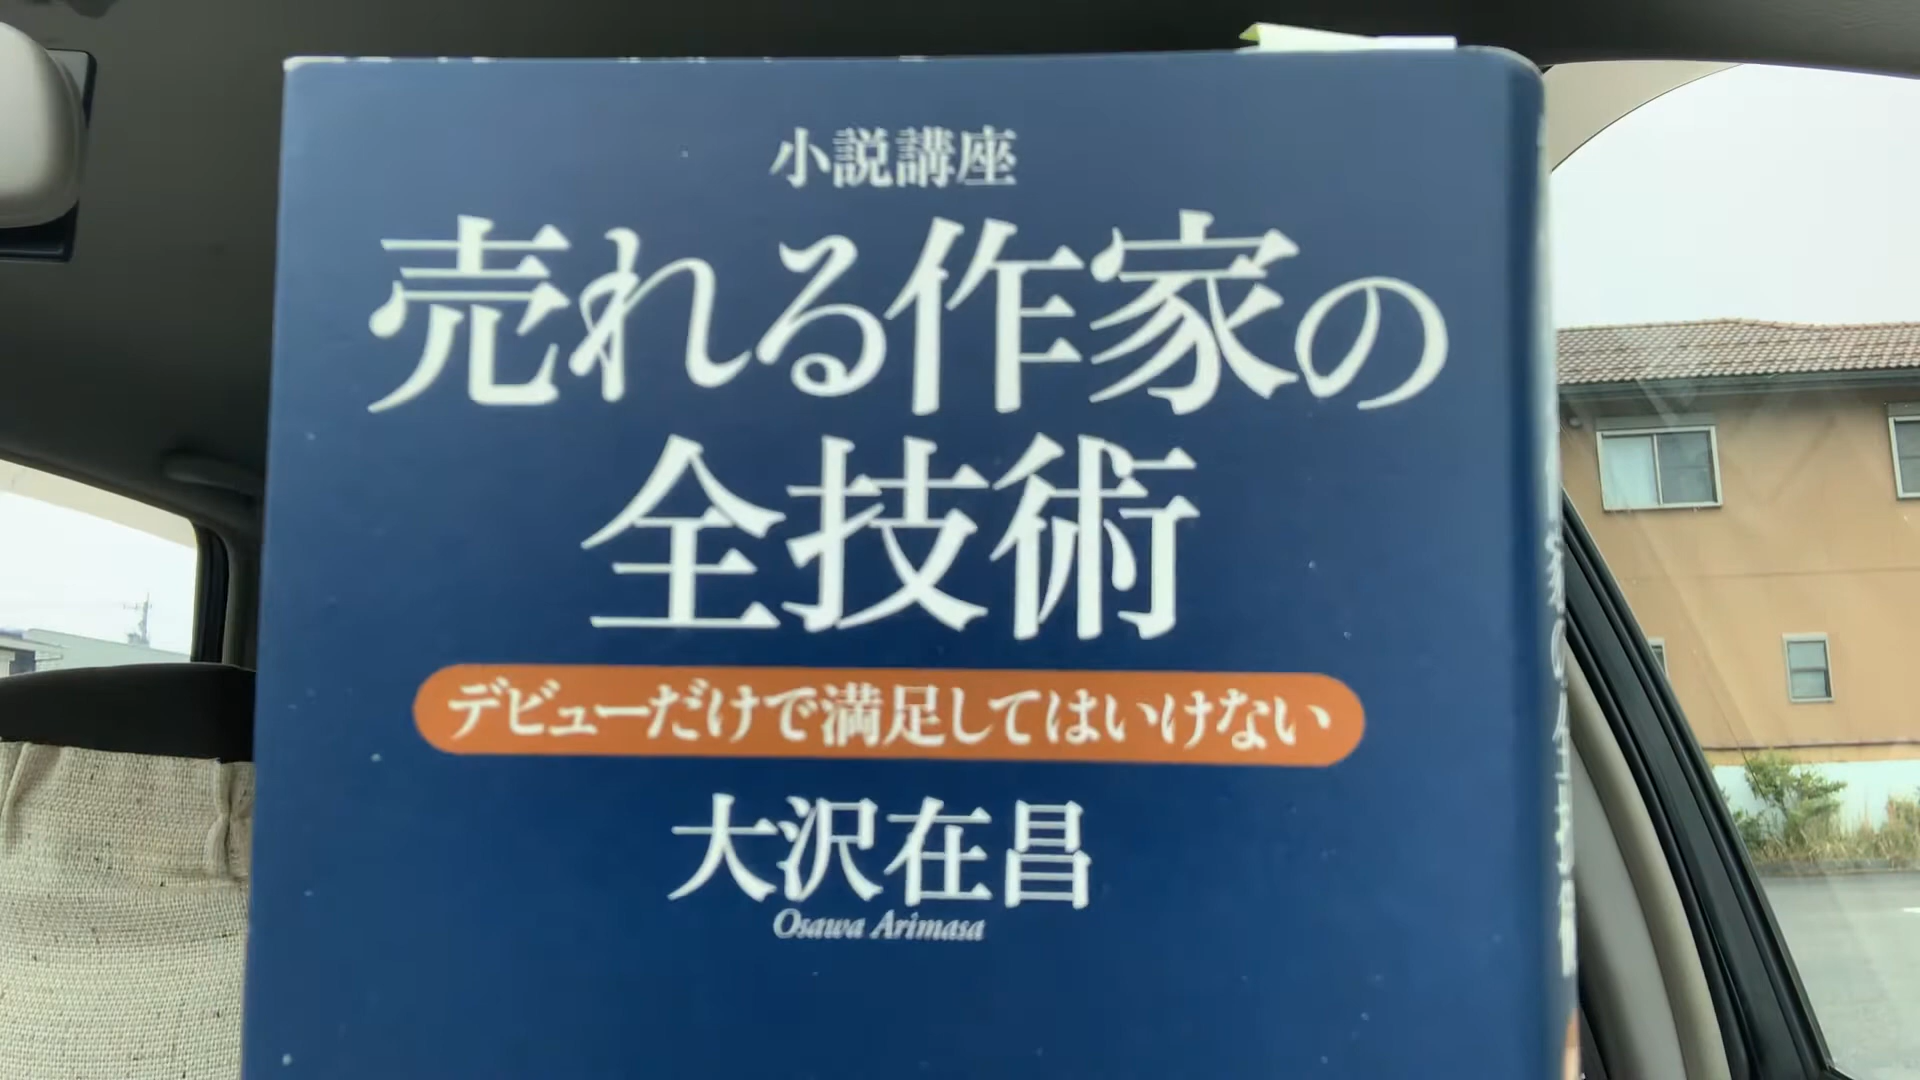 小説講座
売れる作家の
全技術
デビューだけで満足してはいけない
大沢在昌
Osawa Arimasa